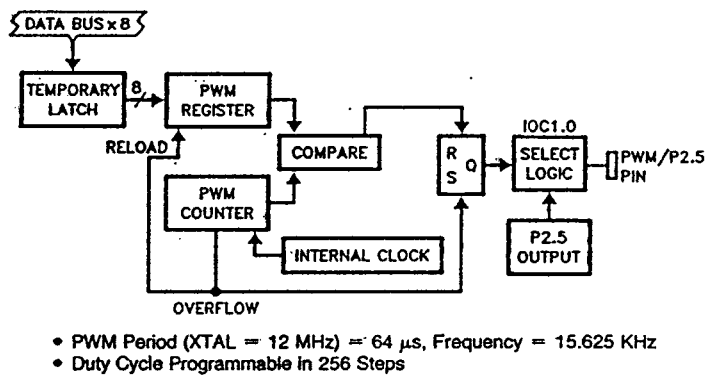 DATA BUS x 8
TEMPORARY
LATCH
8
PWM
REGISTER
RELOAD
COMPARE
PWM
COUNTER
INTERNAL CLOCK
OVERFLOW
R
S
Q
IOC1.0
SELECT
LOGIC
PWM/P2.5
PIN
P2.5
OUTPUT
• PWM Period (XTAL = 12 MHz) = 64 μs, Frequency = 15.625 KHz
• Duty Cycle Programmable in 256 Steps